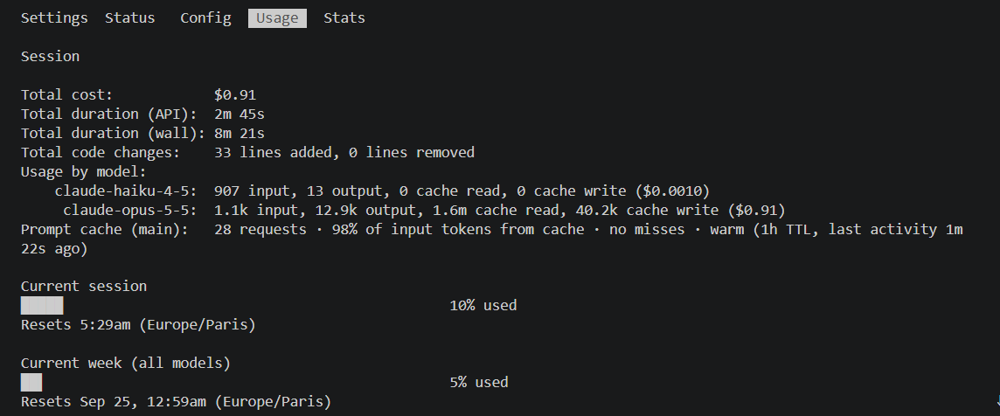 Settings  Status   Config   Usage   Stats
Session
Total cost:            $0.91
Total duration (API):  2m 45s
Total duration (wall): 8m 21s
Total code changes:    33 lines added, 0 lines removed
Usage by model:
    claude-haiku-4-5:  907 input, 13 output, 0 cache read, 0 cache write ($0.0010)
     claude-opus-5-5:  1.1k input, 12.9k output, 1.6m cache read, 40.2k cache write ($0.91)
Prompt cache (main):   28 requests · 98% of input tokens from cache · no misses · warm (1h TTL, last activity 1m
22s ago)
Current session
10% used
Resets 5:29am (Europe/Paris)
Current week (all models)
5% used
Resets Sep 25, 12:59am (Europe/Paris)